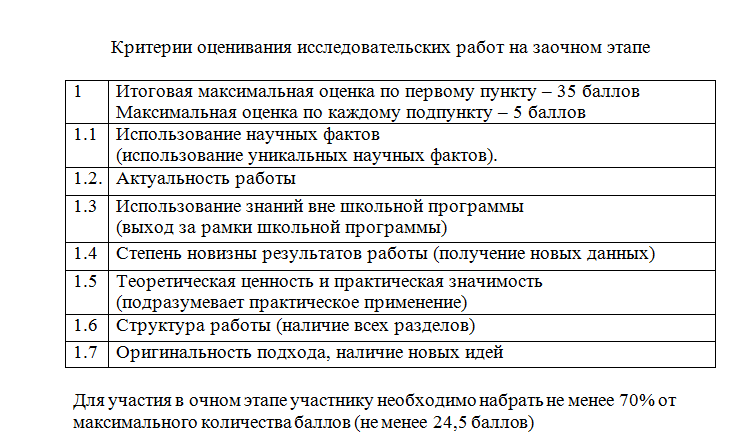 Критерии оценивания исследовательских работ на заочном этапе
1 Итоговая максимальная оценка по первому пункту – 35 баллов
Максимальная оценка по каждому подпункту – 5 баллов
1.1 Использование научных фактов
(использование уникальных научных фактов).
1.2. Актуальность работы
1.3 Использование знаний вне школьной программы
(выход за рамки школьной программы)
1.4 Степень новизны результатов работы (получение новых данных)
1.5 Теоретическая ценность и практическая значимость
(подразумевает практическое применение)
1.6 Структура работы (наличие всех разделов)
1.7 Оригинальность подхода, наличие новых идей
Для участия в очном этапе участнику необходимо набрать не менее 70% от
максимального количества баллов (не менее 24,5 баллов)